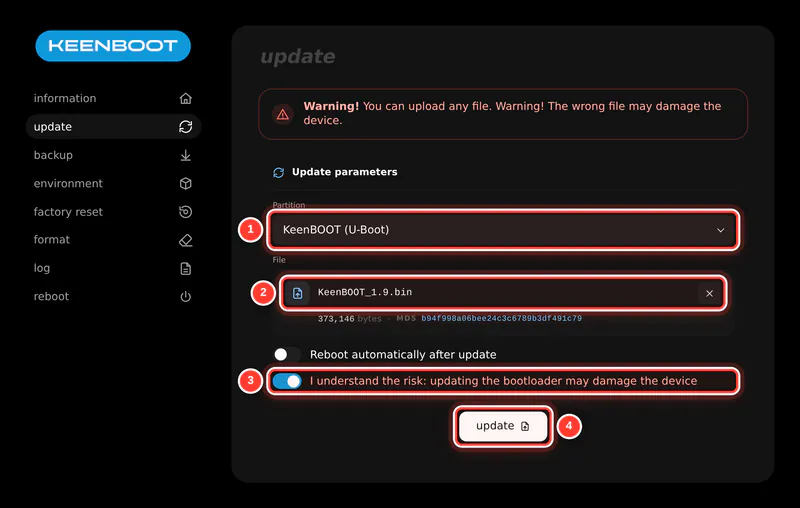 KEENBOOT
information
update
backup
environment
factory reset
format
log
reboot
update
Warning! You can upload any file. Warning! The wrong file may damage the
device.
Update parameters
Partition
1
KeenBOOT (U-Boot)
File
2
KeenBOOT_1.9.bin
373,146 bytes · MD5 b94f998a06bee24c3c6789b3df491c79
Reboot automatically after update
3
I understand the risk: updating the bootloader may damage the device
update
4